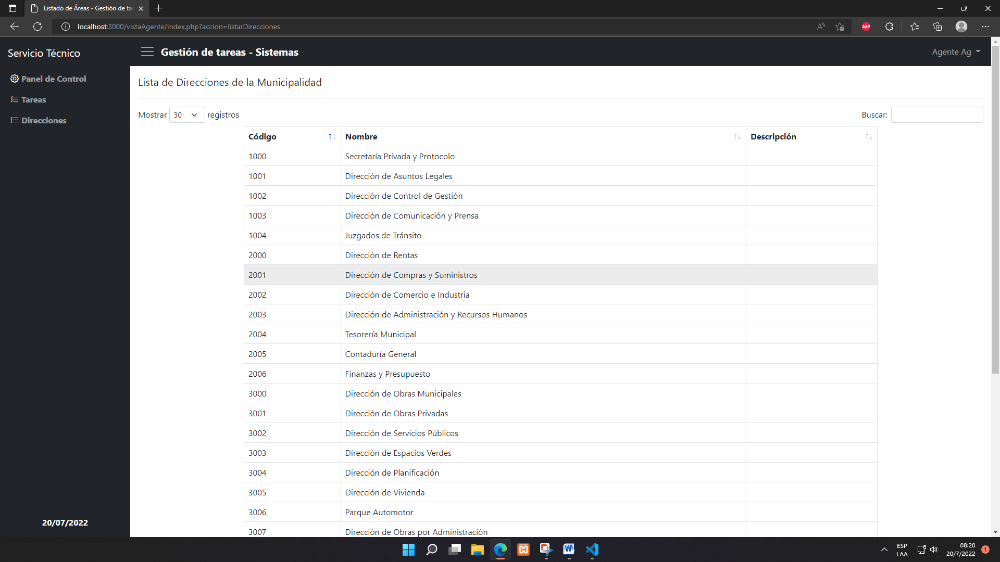 Listado de Áreas - Gestión de tar
localhost:3000/vistaAgente/index.php?accion=listarDirecciones
ABP
Servicio Técnico
Gestión de tareas - Sistemas
Agente Ag
Panel de Control
Tareas
Direcciones
20/07/2022
Lista de Direcciones de la Municipalidad
Mostrar 30 registros
Buscar:
Código Nombre Descripción
1000 Secretaría Privada y Protocolo
1001 Dirección de Asuntos Legales
1002 Dirección de Control de Gestión
1003 Dirección de Comunicación y Prensa
1004 Juzgados de Tránsito
2000 Dirección de Rentas
2001 Dirección de Compras y Suministros
2002 Dirección de Comercio e Industria
2003 Dirección de Administración y Recursos Humanos
2004 Tesorería Municipal
2005 Contaduría General
2006 Finanzas y Presupuesto
3000 Dirección de Obras Municipales
3001 Dirección de Obras Privadas
3002 Dirección de Servicios Públicos
3003 Dirección de Espacios Verdes
3004 Dirección de Planificación
3005 Dirección de Vivienda
3006 Parque Automotor
3007 Dirección de Obras por Administración
ESP
LAA
08:20
20/7/2022
1